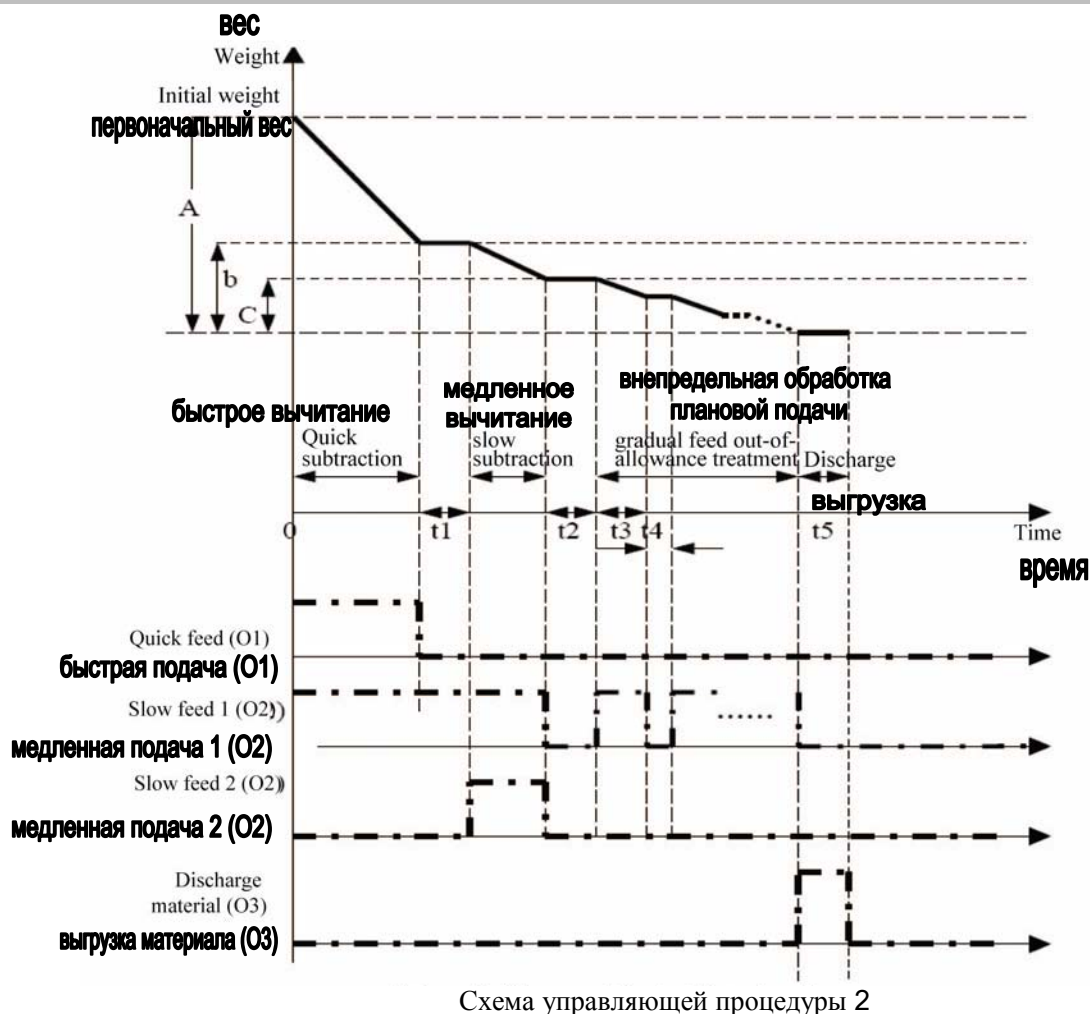 вес
Weight
Initial weight
первоначальный вес
A
b
C
быстрое вычитание
Quick
subtraction
медленное
вычитание
slow
subtraction
внепредельная обработка
плановой подачи
gradual feed out-of-
allowance treatment
Discharge
выгрузка
0
t1
t2
t3
t4
t5
Time
время
Quick feed (O1)
быстрая подача (O1)
Slow feed 1 (O2))
медленная подача 1 (O2)
Slow feed 2 (O2))
медленная подача 2 (O2)
Discharge
material (O3)
выгрузка материала (O3)
Схема управляющей процедуры 2